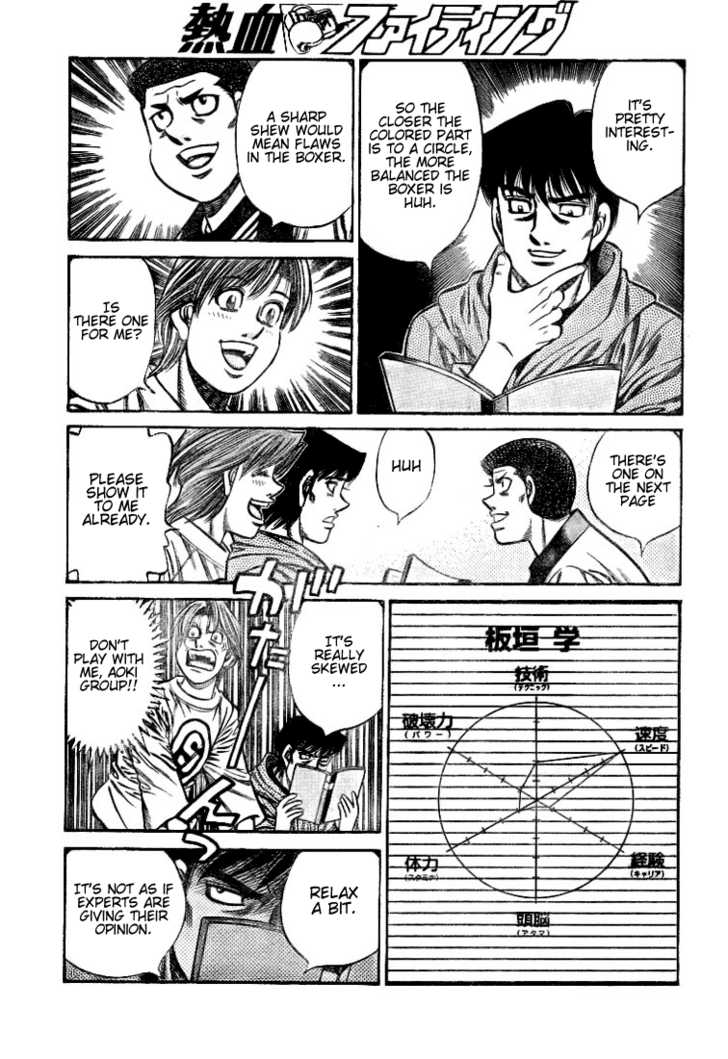 熱血ファイティング
IT'S
PRETTY
INTEREST-
ING.
SO THE
CLOSER THE
COLORED PART
IS TO A CIRCLE,
THE MORE
BALANCED THE
BOXER IS
HUH.
A SHARP
SHEW WOULD
MEAN FLAWS
IN THE BOXER.
IS
THERE ONE
FOR ME?
THERE'S
ONE ON
THE NEXT
PAGE
HUH
PLEASE
SHOW IT
TO ME
ALREADY.
板垣 学
技術
(テクニック)
速度
(スピード)
経験
(キャリア)
頭脳
(アタマ)
体力
(スタミナ)
破壊力
(パワー)
IT'S
REALLY
SKEWED
...
DON'T
PLAY WITH
ME, AOKI
GROUP!!
RELAX
A BIT.
IT'S NOT AS IF
EXPERTS ARE
GIVING THEIR
OPINION.